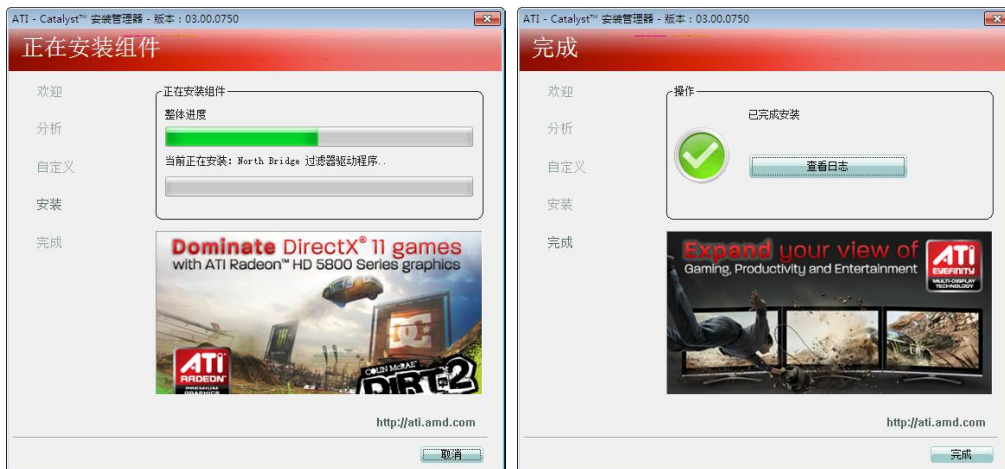 ATI - Catalyst™ 安装管理器 - 版本：03.00.0750
正在安装组件
欢迎
分析
自定义
安装
完成
正在安装组件
整体进度
当前正在安装: North Bridge 过滤器驱动程序..
Dominate DirectX® 11 games
with ATI Radeon™ HD 5800 Series graphics
ATI
RADEON™
PREMIUM
GRAPHICS
COLIN McRAE
DiRT2
http://ati.amd.com
取消
ATI - Catalyst™ 安装管理器 - 版本：03.00.0750
完成
欢迎
分析
自定义
安装
完成
操作
已完成安装
查看日志
Expand your view of
Gaming, Productivity and Entertainment
ATI
EYEFINITY
MULTI-DISPLAY
TECHNOLOGY
http://ati.amd.com
完成